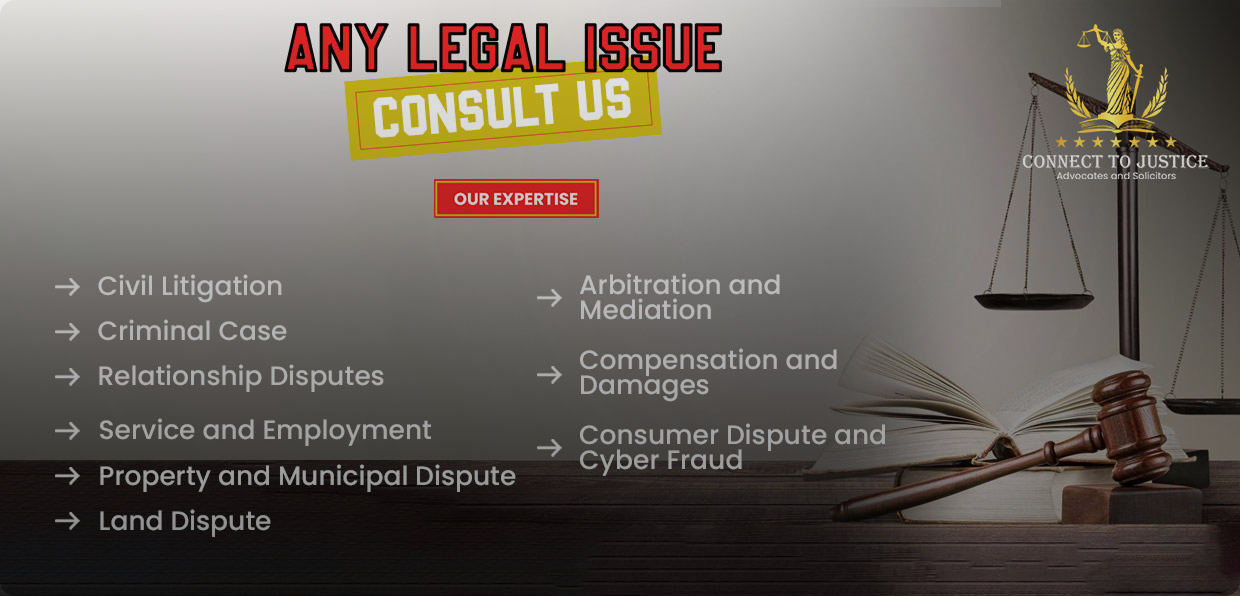 ANY LEGAL ISSUE
CONSULT US
OUR EXPERTISE
CONNECT TO JUSTICE
Advocates and Solicitors
Civil Litigation
Criminal Case
Relationship Disputes
Service and Employment
Property and Municipal Dispute
Land Dispute
Arbitration and
Mediation
Compensation and
Damages
Consumer Dispute and
Cyber Fraud